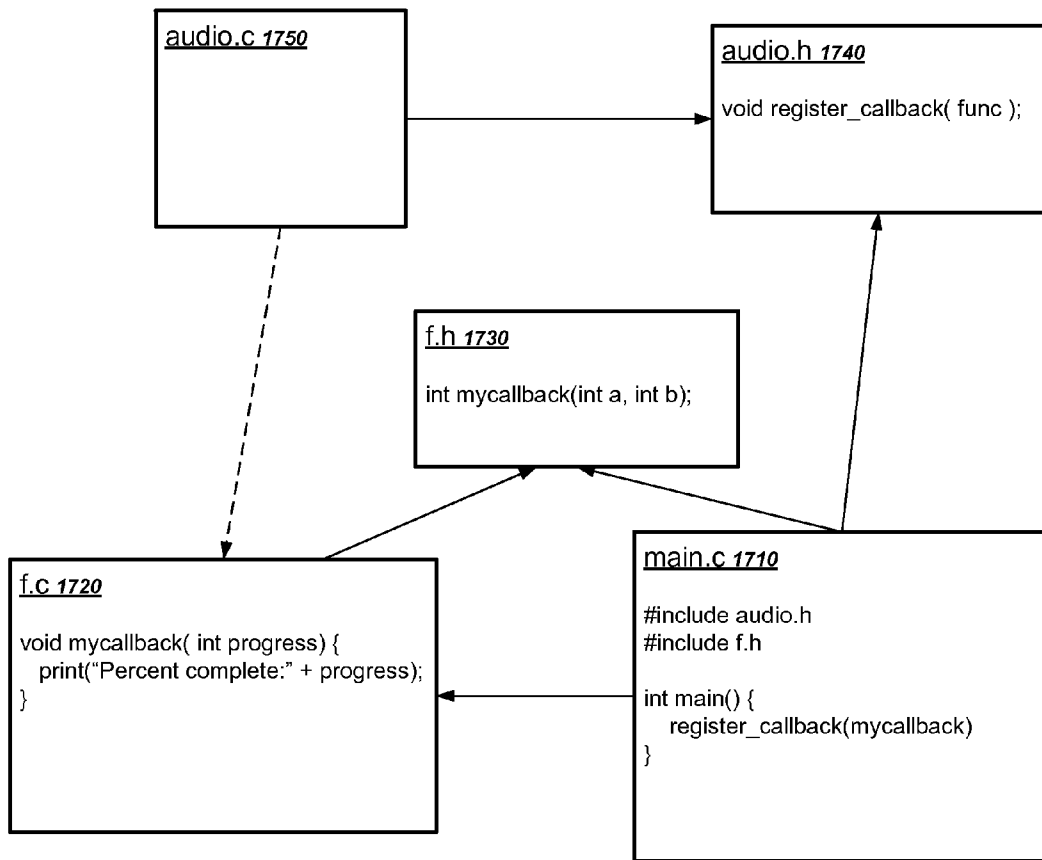 audio.c 1750
audio.h 1740
void register_callback( func );
f.h 1730
int mycallback(int a, int b);
f.c 1720
void mycallback( int progress) {
print(“Percent complete:” + progress);
}
main.c 1710
#include audio.h
#include f.h
int main() {
register_callback(mycallback)
}